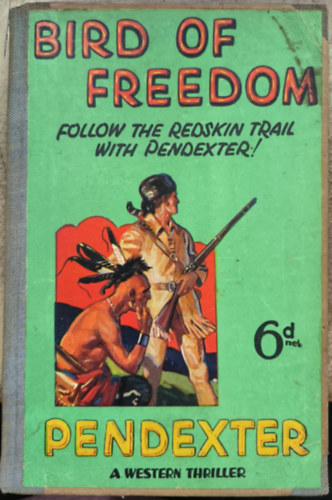 BIRD OF
FREEDOM
FOLLOW THE REDSKIN TRAIL
WITH PENDEXTER!
6d
net.
PENDEXTER
A WESTERN THRILLER